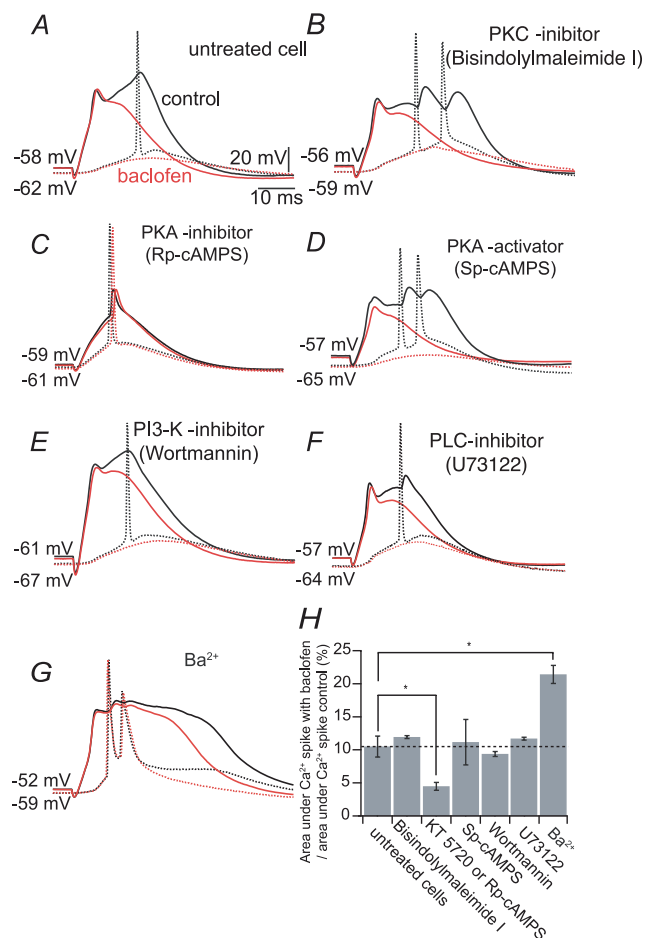 A
untreated cell
control
-58 mV
-62 mV
baclofen
20 mV
10 ms
B
PKC -inibitor
(Bisindolylmaleimide I)
-56 mV
-59 mV
C
PKA -inhibitor
(Rp-cAMPS)
-59 mV
-61 mV
D
PKA -activator
(Sp-cAMPS)
-57 mV
-65 mV
E
PI3-K -inhibitor
(Wortmannin)
-61 mV
-67 mV
F
PLC-inhibitor
(U73122)
-57 mV
-64 mV
G
Ba²⁺
-52 mV
-59 mV
H
Area under Ca²⁺ spike with baclofen
/ area under Ca²⁺ spike control (%)
25
20
15
10
5
0
*
*
untreated cells
Bisindolylmaleimide I
KT 5720 or Rp-cAMPS
Sp-cAMPS
Wortmannin
U73122
Ba²⁺